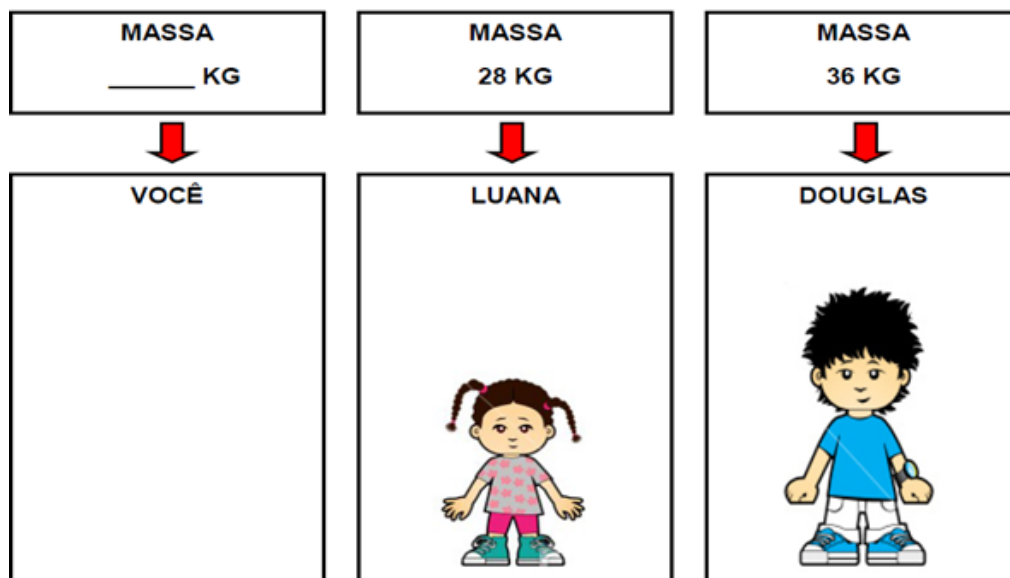 MASSA
______ KG
MASSA
28 KG
MASSA
36 KG
VOCÊ
LUANA
DOUGLAS